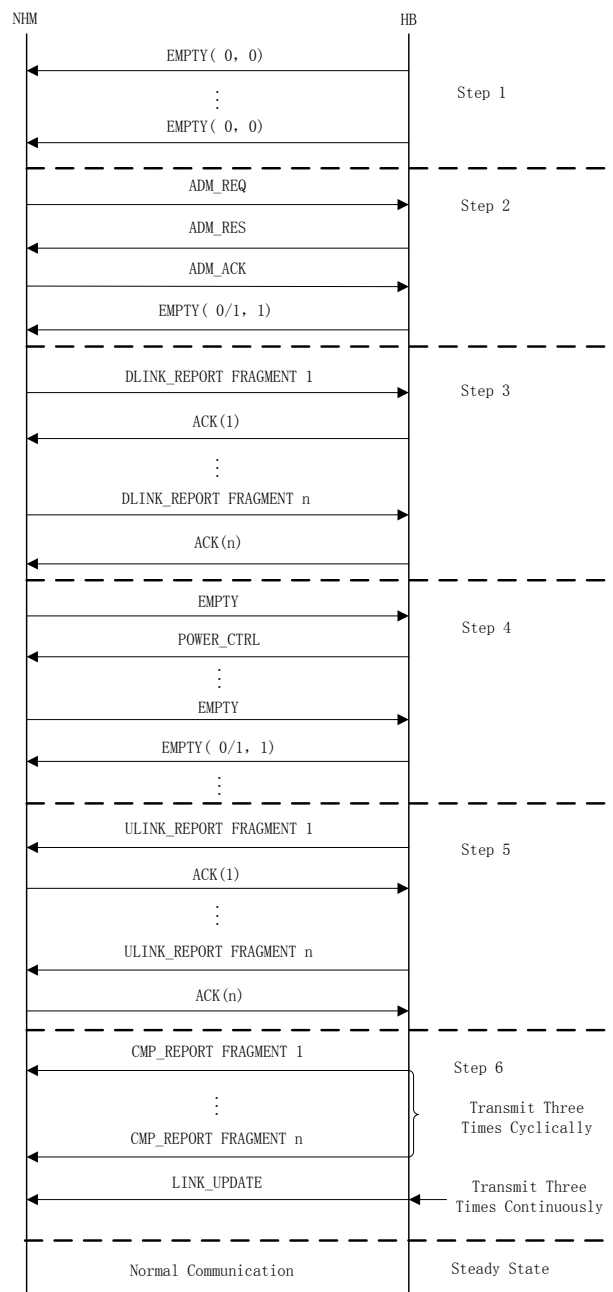 NHM
HB
EMPTY( 0, 0)
Step 1
EMPTY( 0, 0)
ADM_REQ
Step 2
ADM_RES
ADM_ACK
EMPTY( 0/1, 1)
DLINK_REPORT FRAGMENT 1
Step 3
ACK(1)
DLINK_REPORT FRAGMENT n
ACK(n)
EMPTY
Step 4
POWER_CTRL
EMPTY
EMPTY( 0/1, 1)
ULINK_REPORT FRAGMENT 1
Step 5
ACK(1)
ULINK_REPORT FRAGMENT n
ACK(n)
CMP_REPORT FRAGMENT 1
Step 6
Transmit Three
Times Cyclically
CMP_REPORT FRAGMENT n
LINK_UPDATE
Transmit Three
Times Continuously
Normal Communication
Steady State